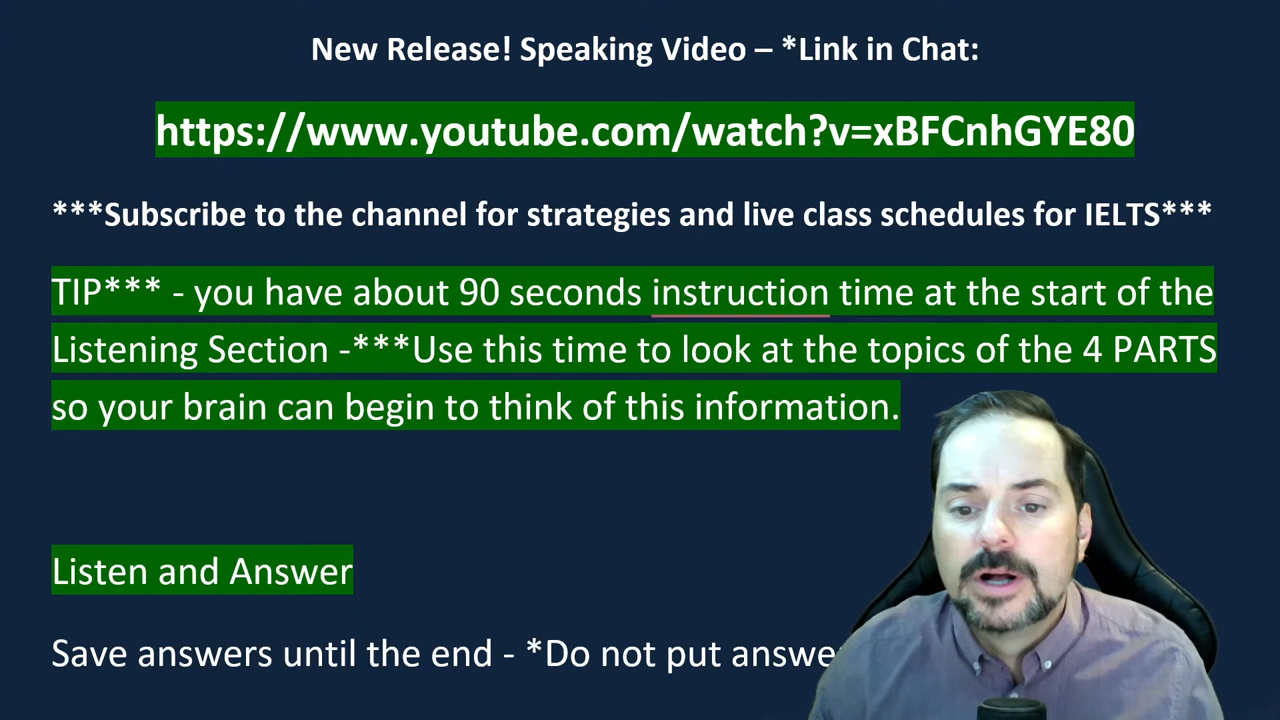 New Release! Speaking Video – *Link in Chat:
https://www.youtube.com/watch?v=xBFCnhGYE80
***Subscribe to the channel for strategies and live class schedules for IELTS***
TIP*** - you have about 90 seconds instruction time at the start of the
Listening Section -***Use this time to look at the topics of the 4 PARTS
so your brain can begin to think of this information.
Listen and Answer
Save answers until the end - *Do not put